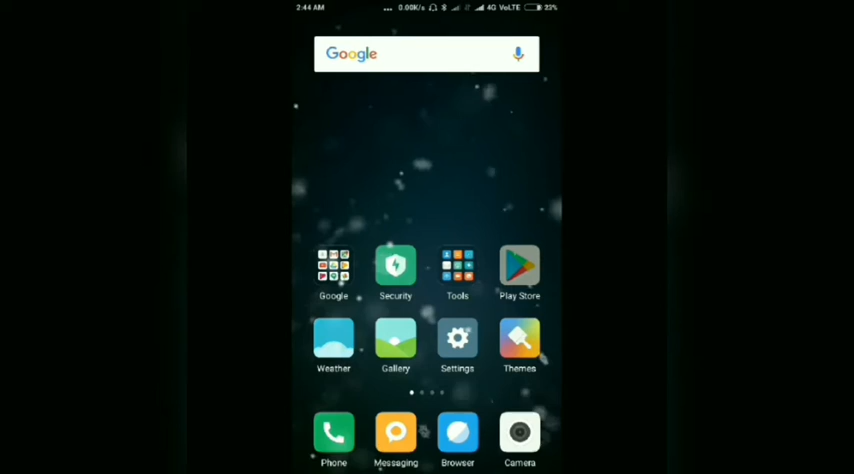 2:44 AM ... 0.00K/s 4G VoLTE 23%
Google
Google Security Tools Play Store
Weather Gallery Settings Themes
Phone Messaging Browser Camera